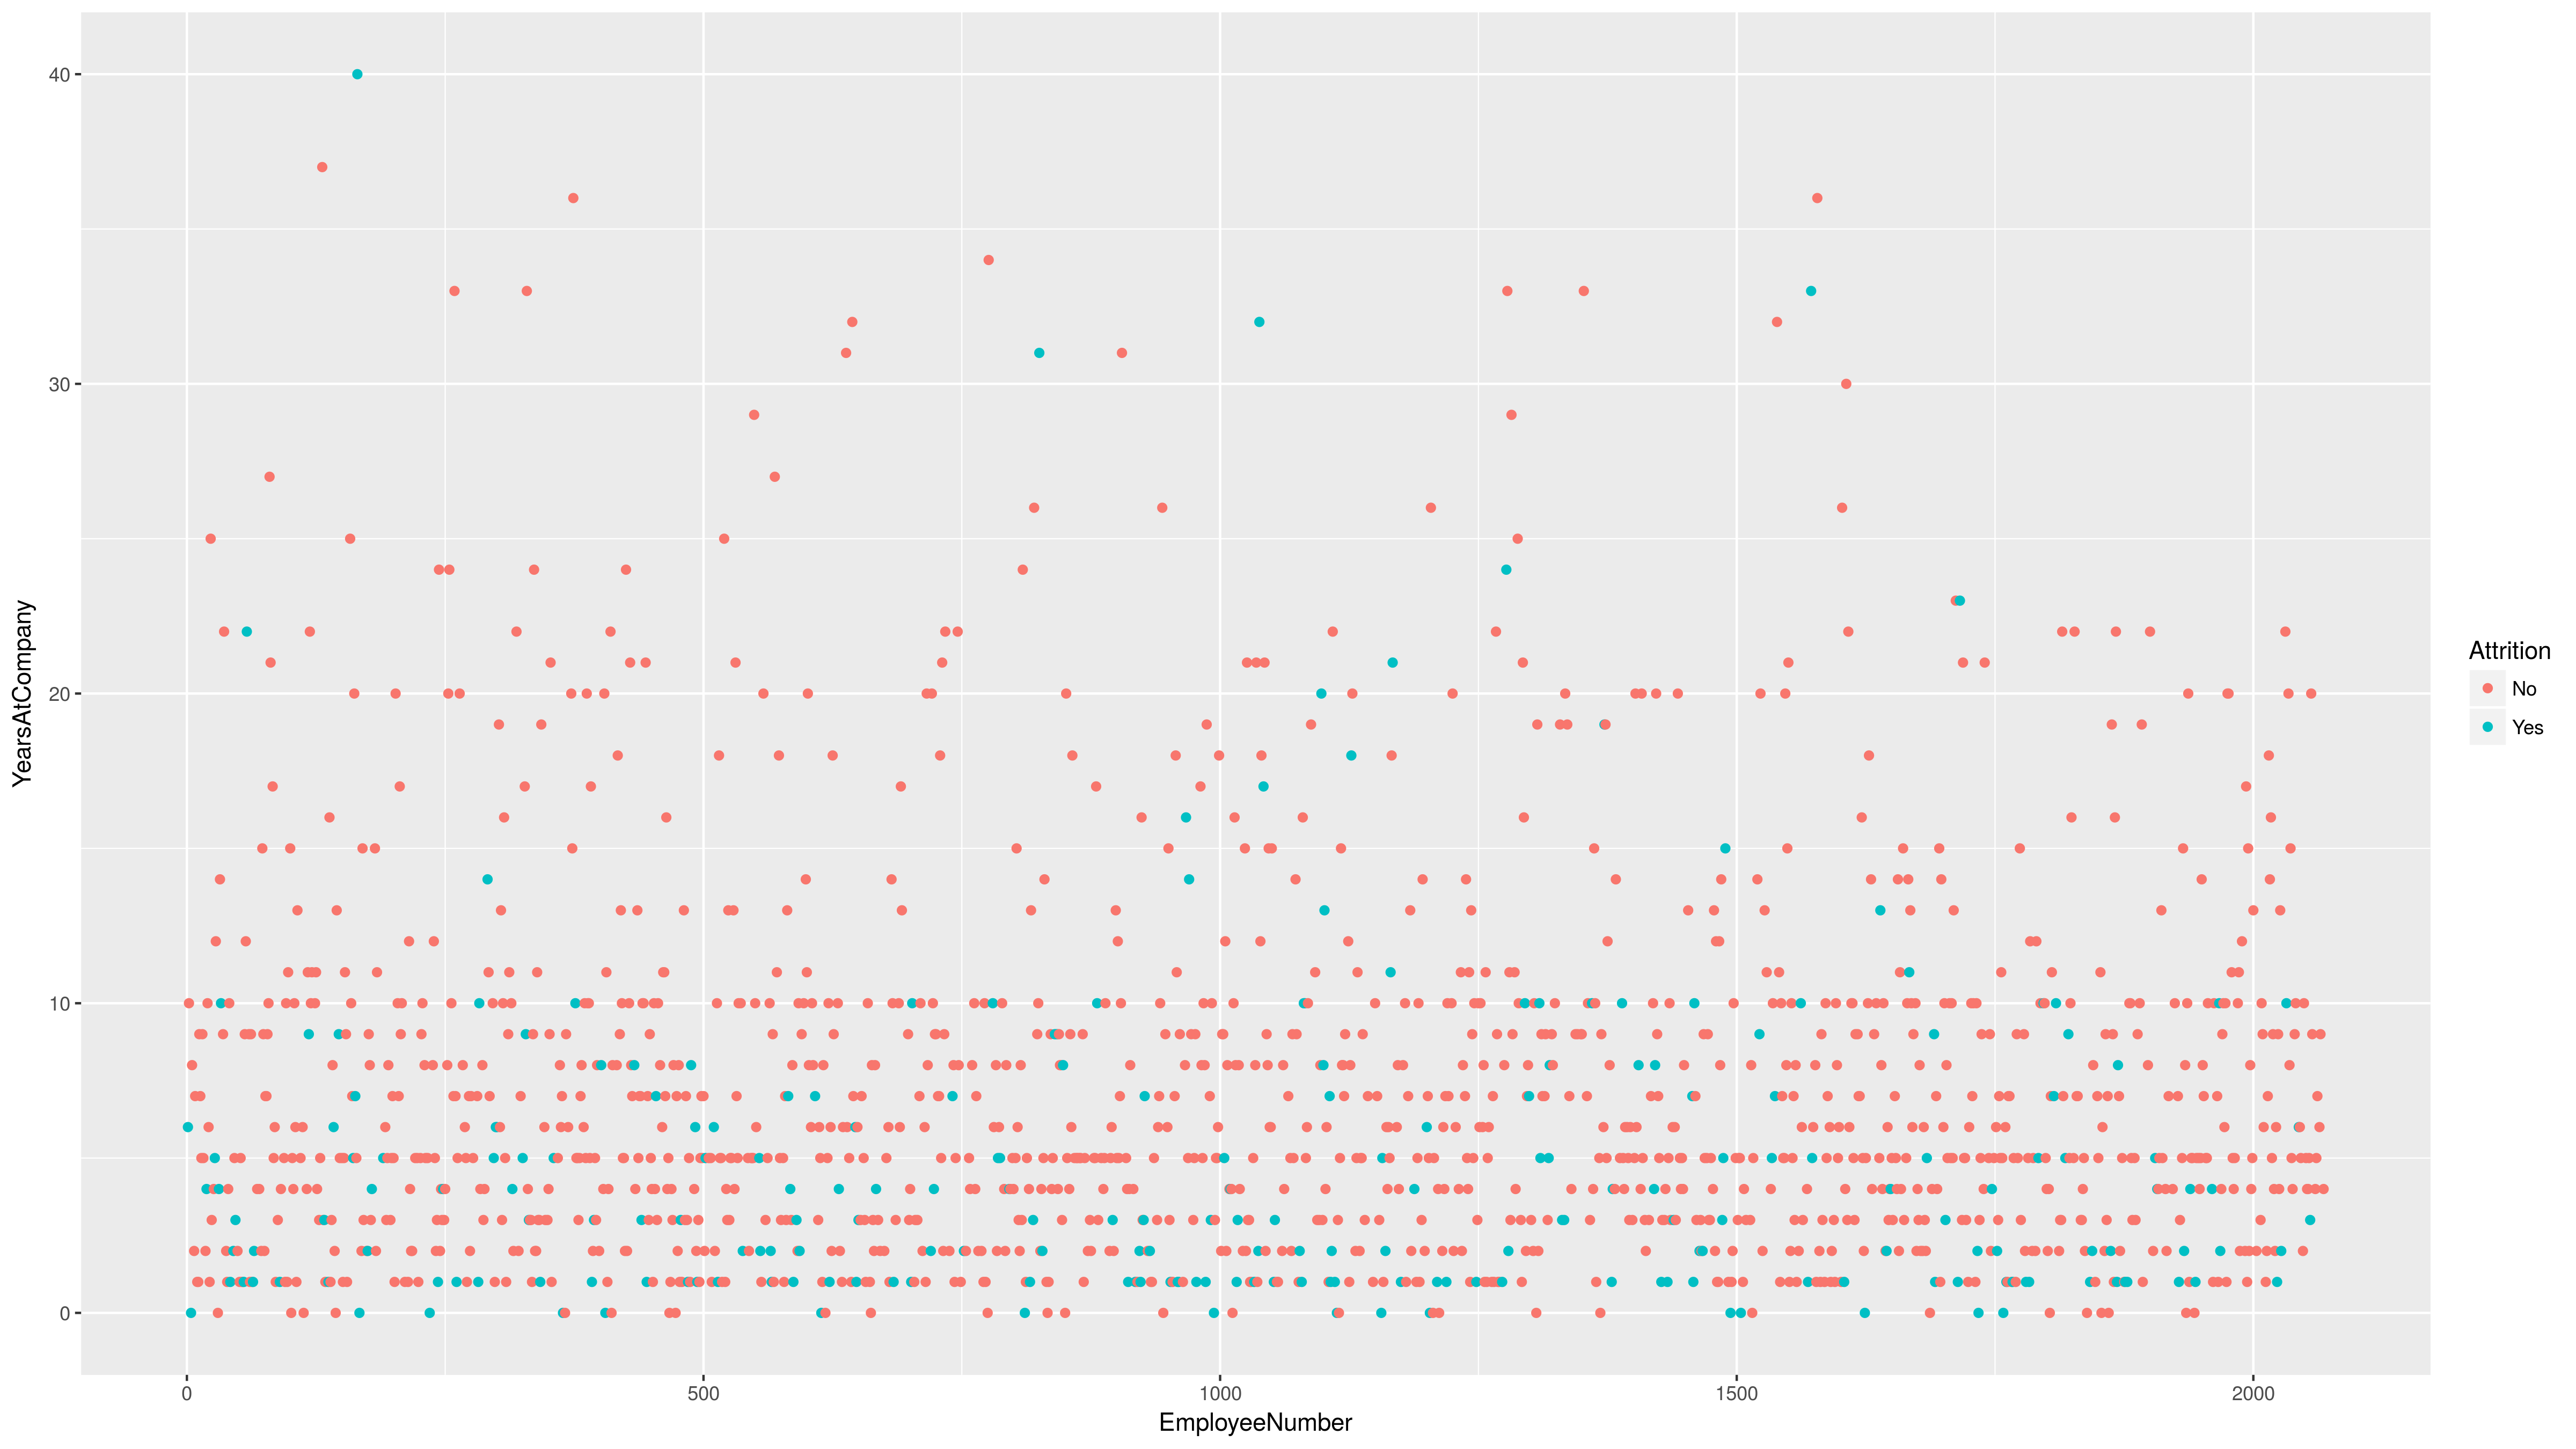 YearsAtCompany
40
30
20
10
0
0 500 1000 1500 2000
EmployeeNumber
Attrition
No
Yes